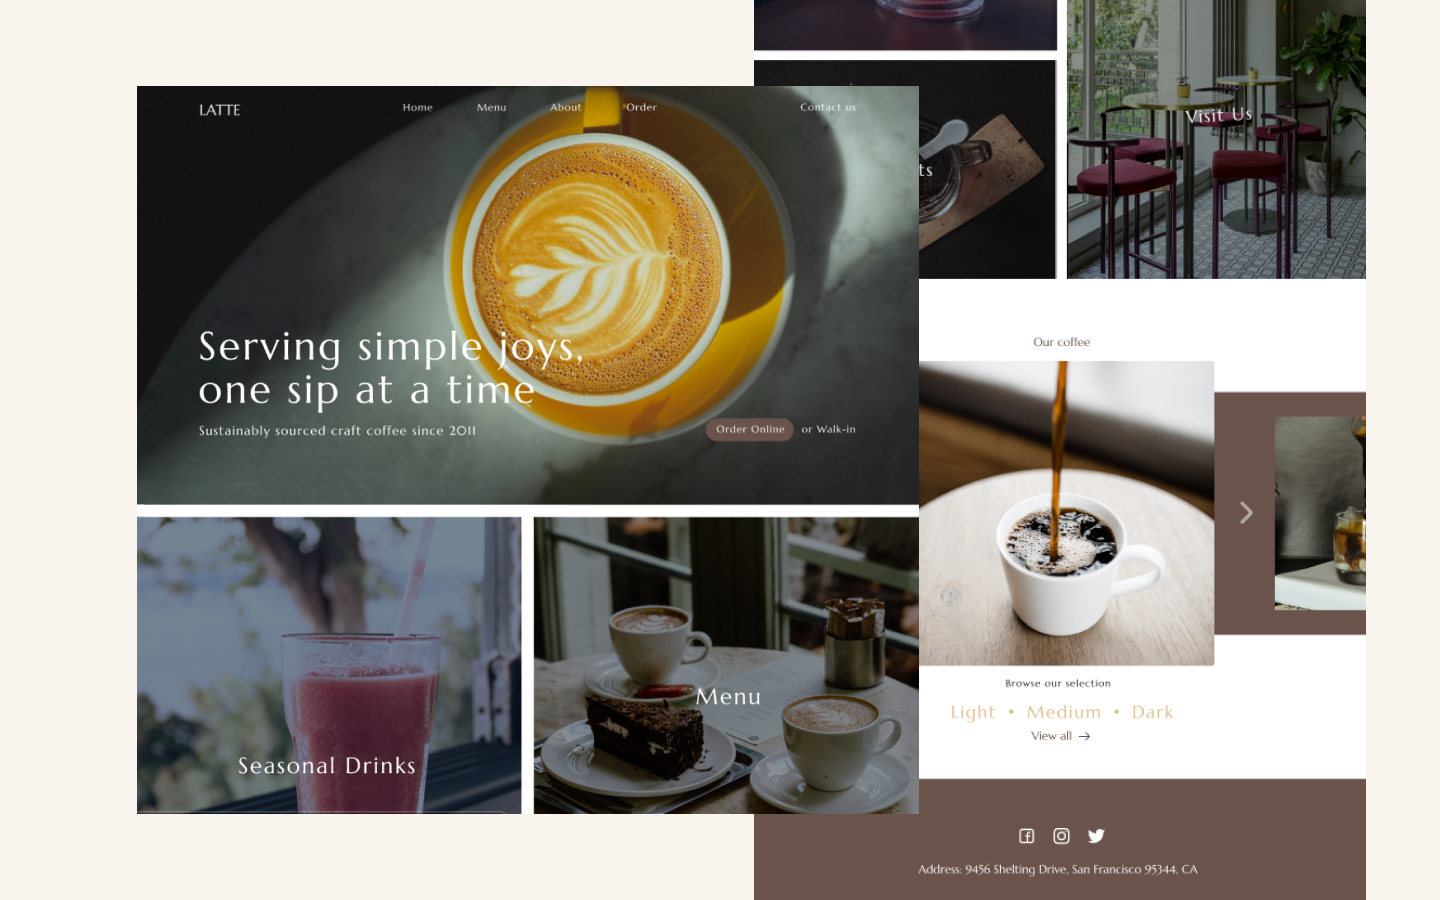 LATTE
Home
Menu
About
Order
Contact us
Serving simple joys,
one sip at a time
Sustainably sourced craft coffee since 2011
Order Online
or Walk-in
Seasonal Drinks
Menu
ts
Visit Us
Our coffee
Browse our selection
Light • Medium • Dark
View all →
Address: 9456 Shelting Drive, San Francisco 95344, CA